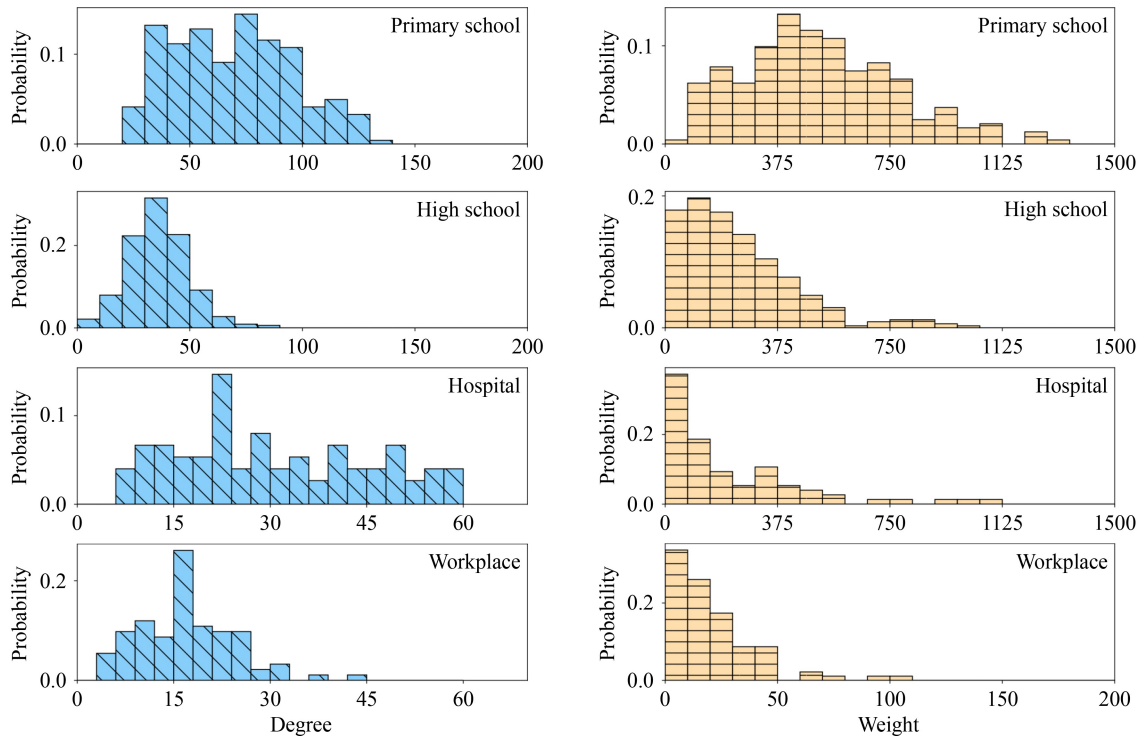 Probability
0.1
0.0
Primary school
0 50 100 150 200
Probability
0.1
0.0
Primary school
0 375 750 1125 1500
Probability
0.2
0.0
High school
0 50 100 150 200
Probability
0.2
0.0
High school
0 375 750 1125 1500
Probability
0.1
0.0
Hospital
0 15 30 45 60
Probability
0.2
0.0
Hospital
0 375 750 1125 1500
Probability
0.2
0.0
Workplace
0 15 30 45 60
Degree
Probability
0.2
0.0
Workplace
0 50 100 150 200
Weight